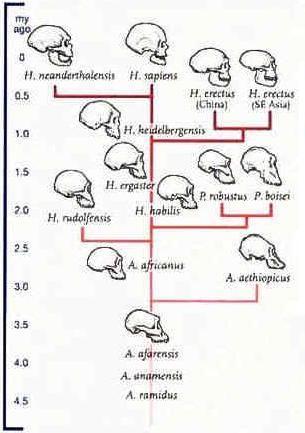 my
ago
0
H. neanderthalensis H. sapiens
H. erectus H. erectus
(China) (SE Asia)
0.5
H. heidelbergensis
1.0
1.5
H. ergaster
P. robustus P. boisei
H. habilis
2.0
H. rudolfensis
A. africanus
2.5
A. aethiopicus
3.0
3.5
A. afarensis
4.0
A. anamensis
A. ramidus
4.5